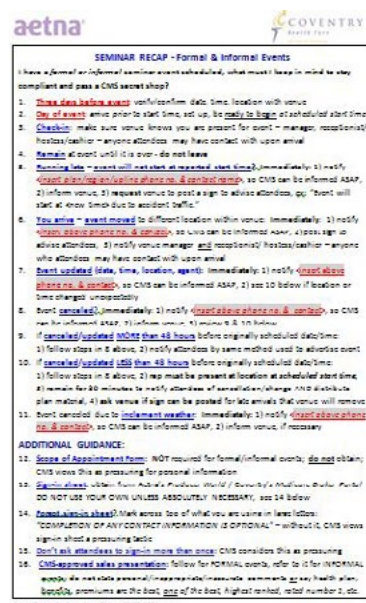 aetna
COVENTRY
Health Care
SEMINAR RECAP - Formal & Informal Events
I have a formal or informal seminar event scheduled, what must I keep in mind to stay
compliant and pass a CMS secret shop?
1. Three days before event: verify/confirm date, time, location with venue
2. Day of event: arrive prior to start time, set up, be ready to begin at scheduled start time
3. Check-in: make sure venue knows you are present for event – manager, receptionist/
hostess/cashier – anyone attendees may have contact with upon arrival
4. Remain at event until it is over - do not leave
5. Running late – event will not start at reported start time?, Immediately: 1) notify
<insert plan/region/upline phone no. & contact name>, so CMS can be informed ASAP,
2) inform venue, 3) request venue to post a sign to advise attendees, "Event will
start at <new time> due to accident traffic."
6. You arrive – event moved to different location within venue: Immediately: 1) notify
<insert above phone no. & contact>, so CMS can be informed ASAP, 2) post sign to
advise attendees, 3) notify venue manager and receptionist/ hostess/cashier – anyone
who attendees may have contact with upon arrival
7. Event updated (date, time, location, agent): Immediately: 1) notify <insert above
phone no. & contact>, so CMS can be informed ASAP, 2) see 10 below if location or
time changed unexpectedly
8. Event canceled?, Immediately: 1) notify <insert above phone no. & contact>, so CMS
can be informed ASAP, 2) inform venue, 3) review 9 & 10 below
9. If canceled/updated MORE than 48 hours before originally scheduled date/time:
1) follow steps in 8 above, 2) notify attendees by same method used to advertise event
10. If canceled/updated LESS than 48 hours before originally scheduled date/time:
1) follow steps in 8 above, 2) rep must be present at location at scheduled start time,
3) remain for 30 minutes to notify attendees of cancellation/change AND distribute
plan material, 4) ask venue if sign can be posted for late arrivals that venue will remove
11. Event canceled due to inclement weather: Immediately: 1) notify <insert above phone
no. & contact>, so CMS can be informed ASAP, 2) inform venue, if necessary
ADDITIONAL GUIDANCE:
12. Scope of Appointment Form: NOT required for formal/informal events; do not obtain;
CMS views this as pressuring for personal information
13. Sign-in sheet: obtain from Producer World /
DO NOT USE YOUR OWN UNLESS ABSOLUTELY NECESSARY, see 14 below
14. Forgot sign-in sheet? Mark across top of what you are using in large letters:
"COMPLETION OF ANY CONTACT INFORMATION IS OPTIONAL" – without it, CMS views
sign-in sheet a pressuring tactic
15. Don't ask attendees to sign-in more than once: CMS considers this as pressuring
16. CMS-approved sales presentation: follow for FORMAL events, refer to it for INFORMAL
events; do not state personal/inappropriate/inaccurate comments or say health plan,
benefits, premiums are the best, one of the best, highest ranked, rated number 1, etc.